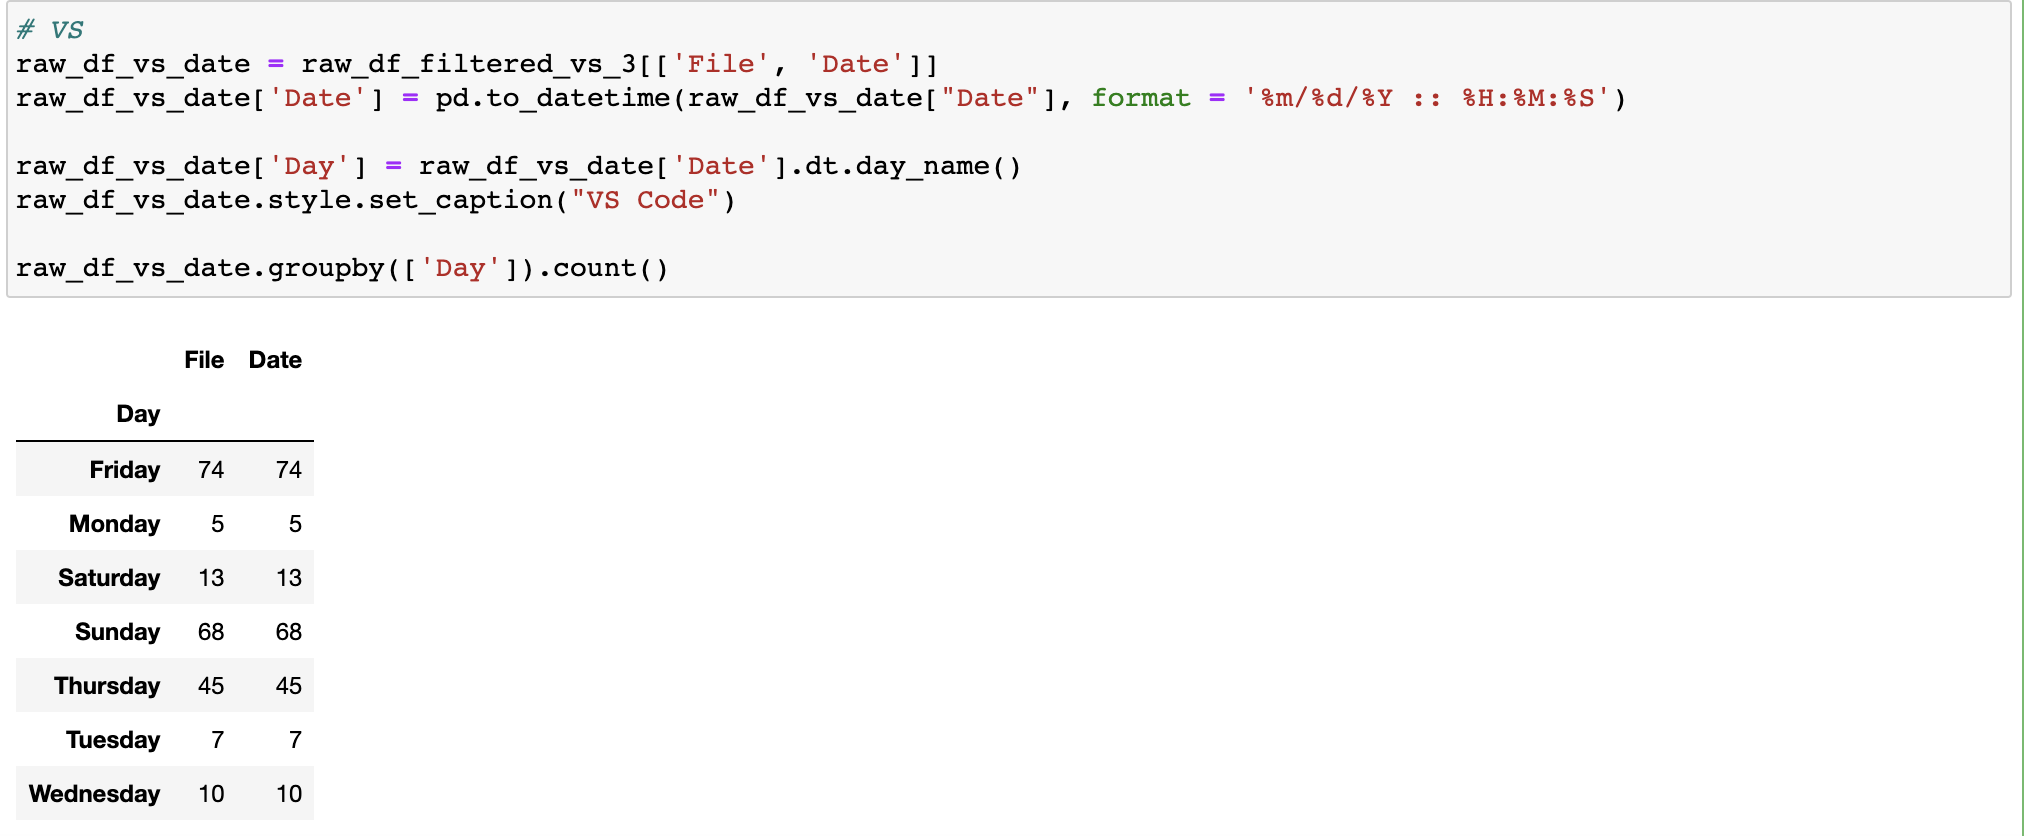 # VS
raw_df_vs_date = raw_df_filtered_vs_3[['File', 'Date']]
raw_df_vs_date['Date'] = pd.to_datetime(raw_df_vs_date["Date"], format = '%m/%d/%Y :: %H:%M:%S')
raw_df_vs_date['Day'] = raw_df_vs_date['Date'].dt.day_name()
raw_df_vs_date.style.set_caption("VS Code")
raw_df_vs_date.groupby(['Day']).count()
File Date
Day
Friday 74 74
Monday 5 5
Saturday 13 13
Sunday 68 68
Thursday 45 45
Tuesday 7 7
Wednesday 10 10